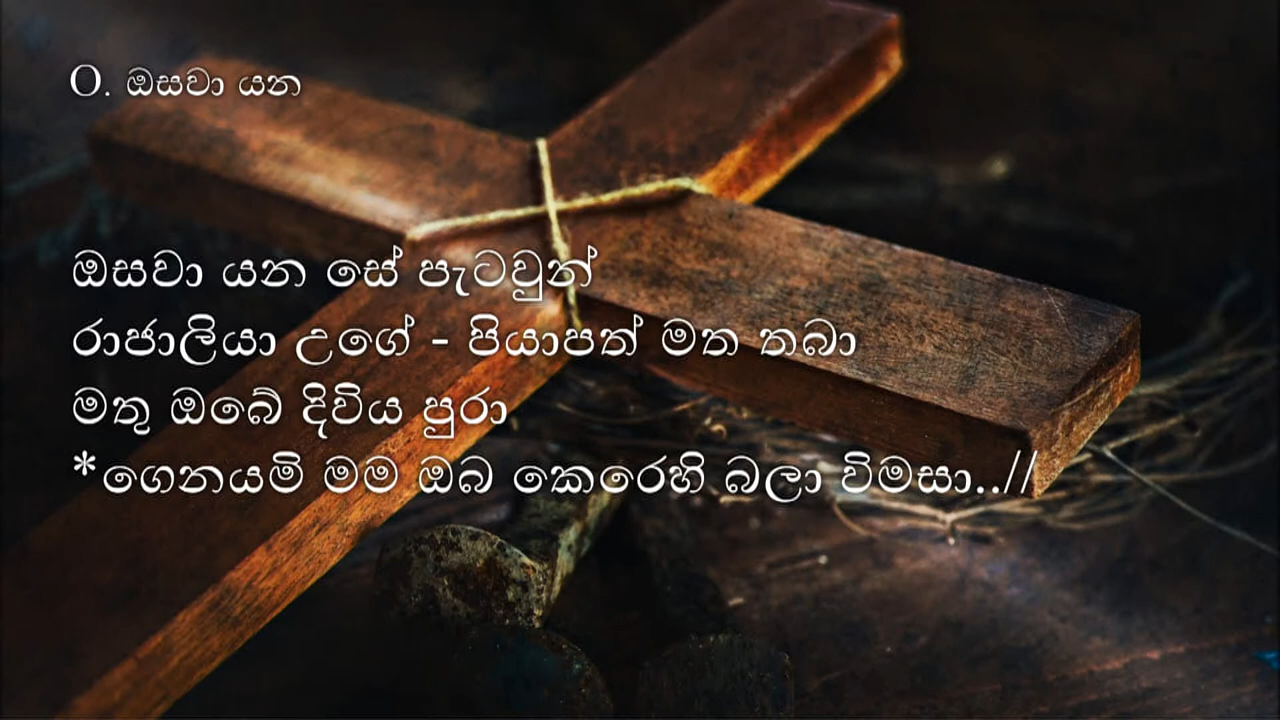 O. ඔසවා යන
ඔසවා යන සේ පැටවුන්
රාජාලියා උගේ - පියාපත් මත තබා
මතු ඔබේ දිවිය පුරා
*ගෙනයමි මම ඔබ කෙරෙහි බලා විමසා..//